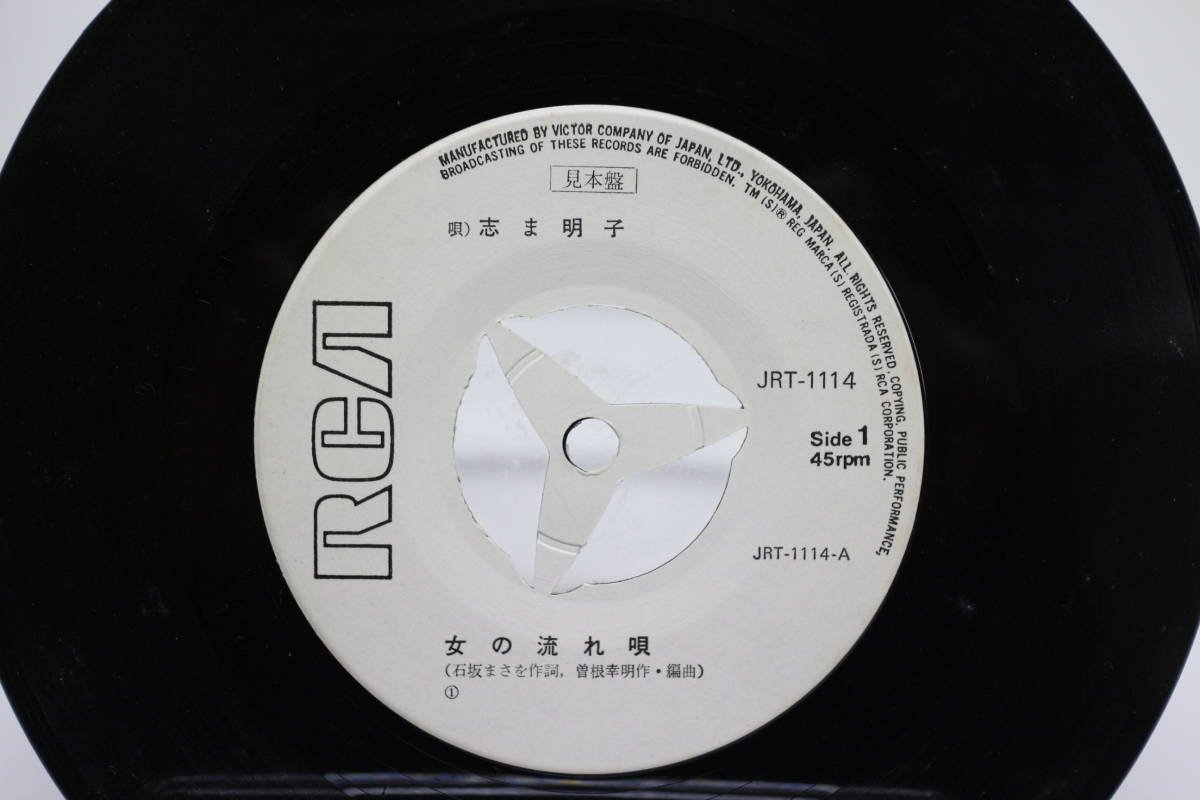 MANUFACTURED BY VICTOR COMPANY OF JAPAN, LTD., YOKOHAMA, JAPAN. ALL RIGHTS RESERVED. COPYING, PUBLIC PERFORMANCE,
BROADCASTING OF THESE RECORDS ARE FORBIDDEN. TM(S)® REG MARCA(S) REGISTRADA(S) RCA CORPORATION.
見本盤
唄)志ま明子
RCA
JRT-1114
Side 1
45rpm
JRT-1114-A
女の流れ唄
(石坂まさを作詞, 曽根幸明作・編曲)
①